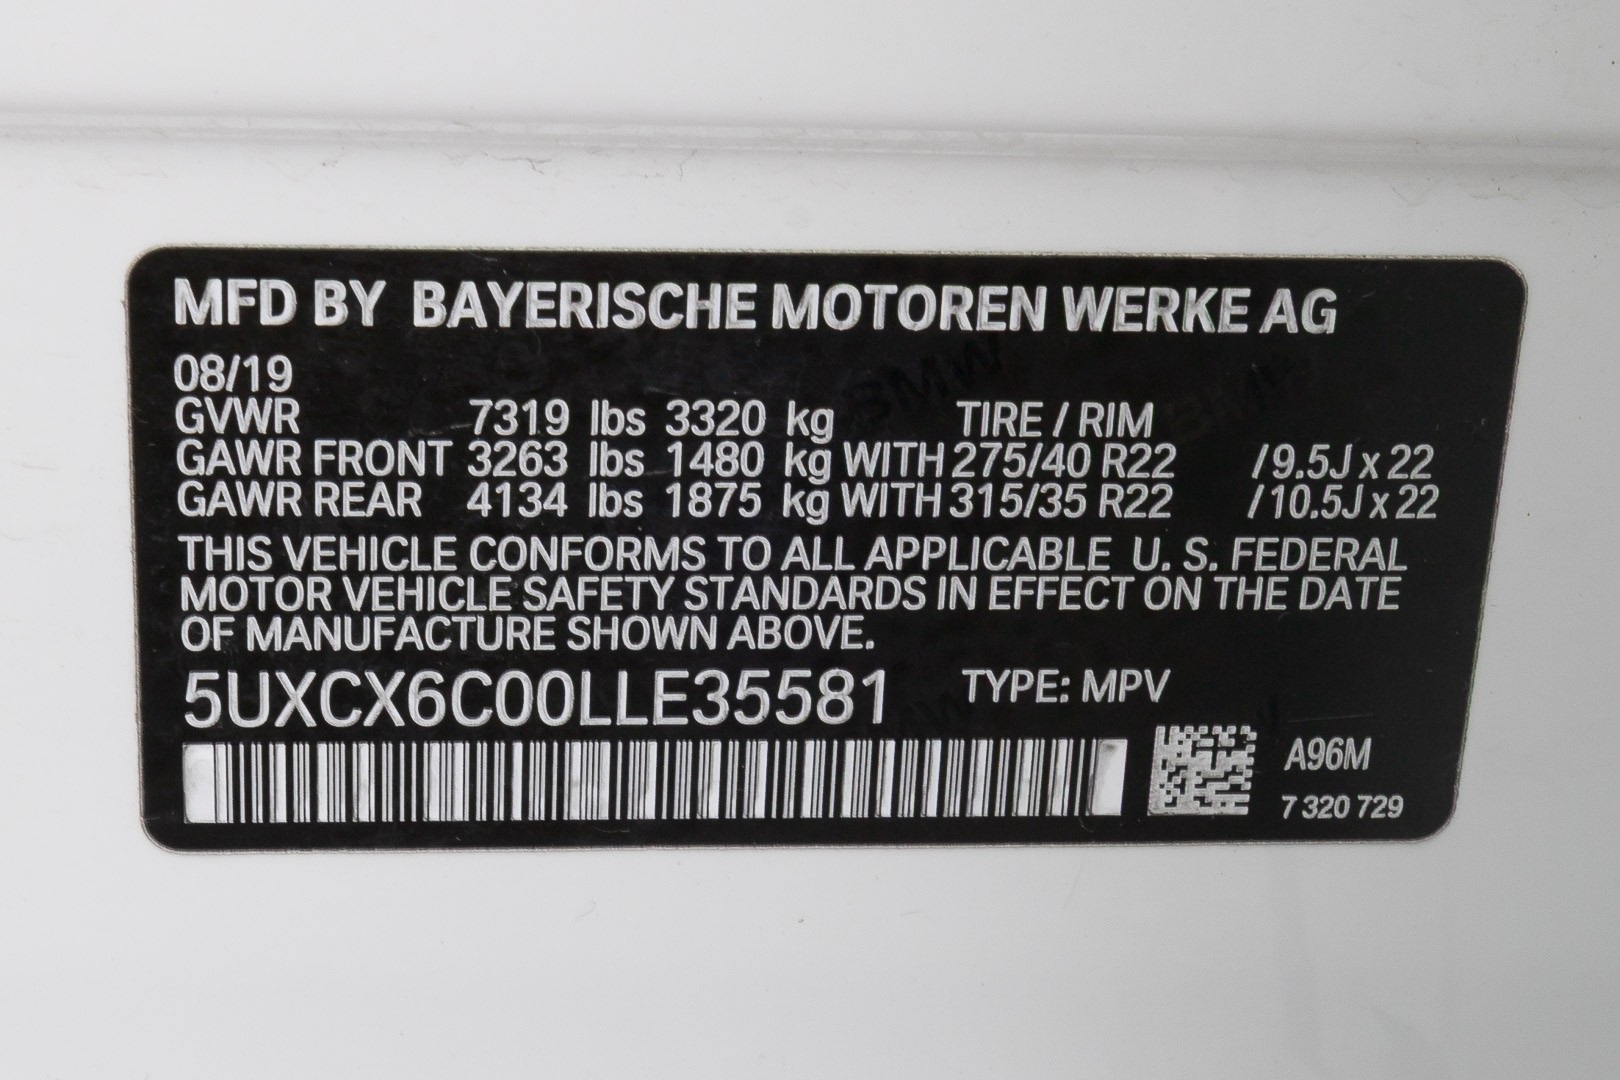 MFD BY BAYERISCHE MOTOREN WERKE AG
08/19
GVWR 7319 lbs 3320 kg TIRE / RIM
GAWR FRONT 3263 lbs 1480 kg WITH 275/40 R22 /9.5J x 22
GAWR REAR 4134 lbs 1875 kg WITH 315/35 R22 /10.5J x 22
THIS VEHICLE CONFORMS TO ALL APPLICABLE U. S. FEDERAL
MOTOR VEHICLE SAFETY STANDARDS IN EFFECT ON THE DATE
OF MANUFACTURE SHOWN ABOVE.
5UXCX6C00LLE35581 TYPE: MPV
A96M
7 320 729